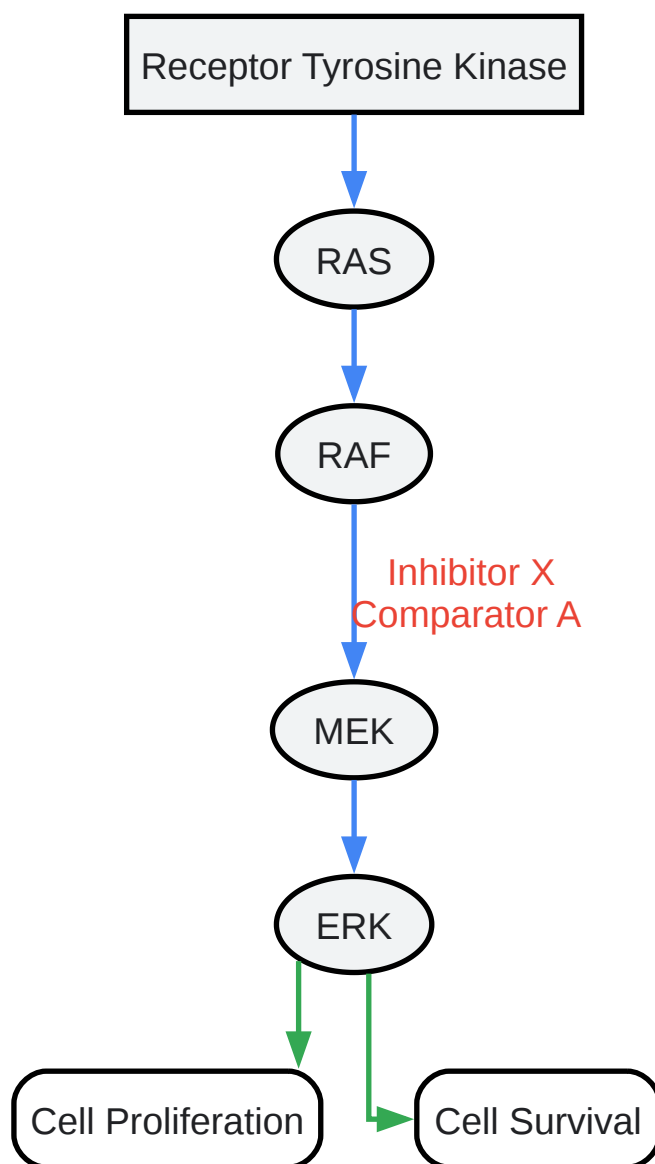 Receptor Tyrosine Kinase
RAS
RAF
Inhibitor X
Comparator A
MEK
ERK
Cell Proliferation
Cell Survival